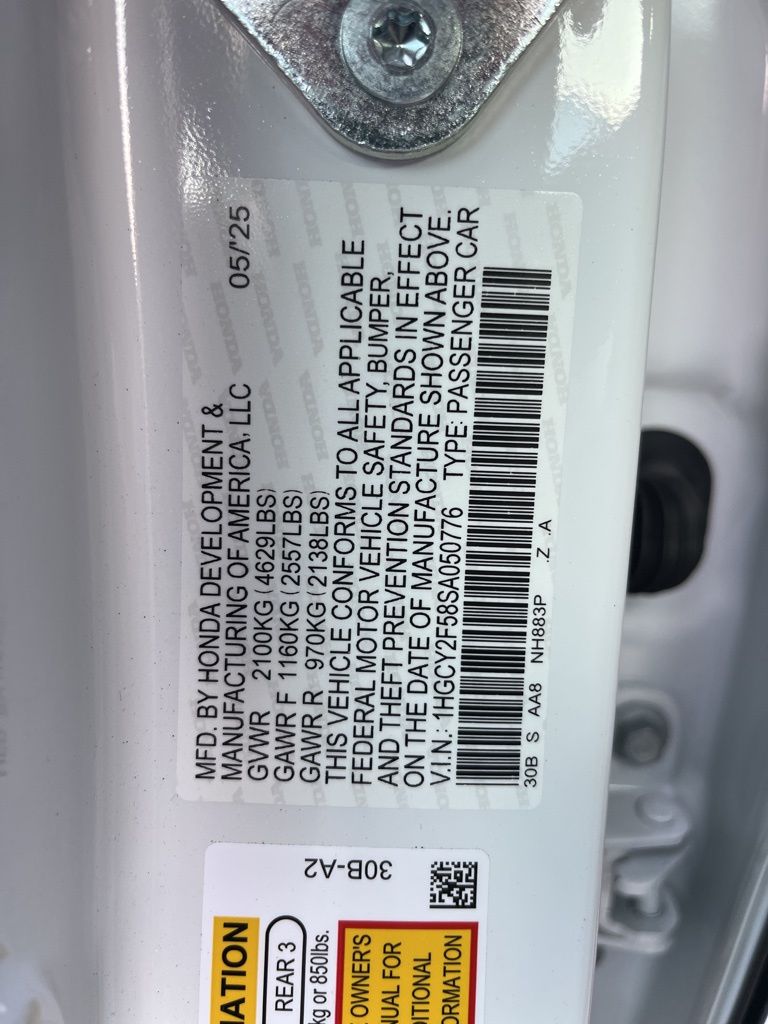 MFD. BY HONDA DEVELOPMENT &
MANUFACTURING OF AMERICA, LLC 05/'25
GVWR 2100KG (4629LBS)
GAWR F 1160KG (2557LBS)
GAWR R 970KG (2138LBS)
THIS VEHICLE CONFORMS TO ALL APPLICABLE
FEDERAL MOTOR VEHICLE SAFETY, BUMPER,
AND THEFT PREVENTION STANDARDS IN EFFECT
ON THE DATE OF MANUFACTURE SHOWN ABOVE.
V.I.N.: 1HGCY2F58SA050776 TYPE: PASSENGER CAR
30B S AA8 NH883P .Z .A
30B-A2
REAR 3
kg or 850lbs.
OWNER'S
FOR